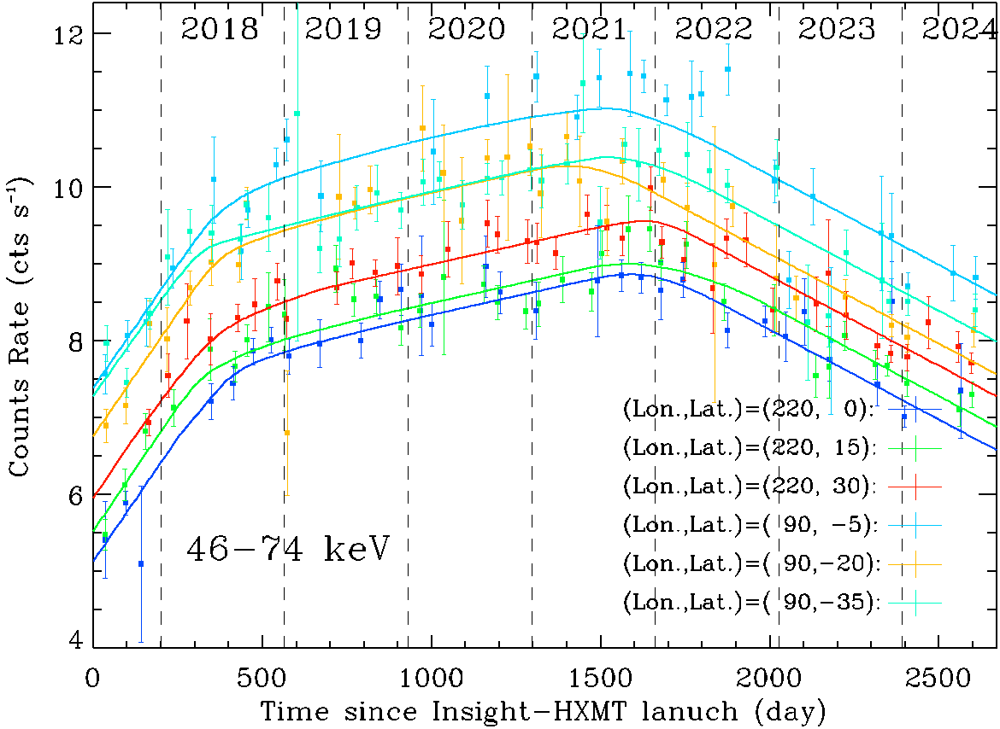 12
10
8
6
4
Counts Rate (cts s⁻¹)
2018 2019 2020 2021 2022 2023 2024
(Lon.,Lat.)=(220, 0):
(Lon.,Lat.)=(220, 15):
(Lon.,Lat.)=(220, 30):
(Lon.,Lat.)=( 90, -5):
(Lon.,Lat.)=( 90,-20):
(Lon.,Lat.)=( 90,-35):
46-74 keV
0 500 1000 1500 2000 2500
Time since Insight-HXMT lanuch (day)